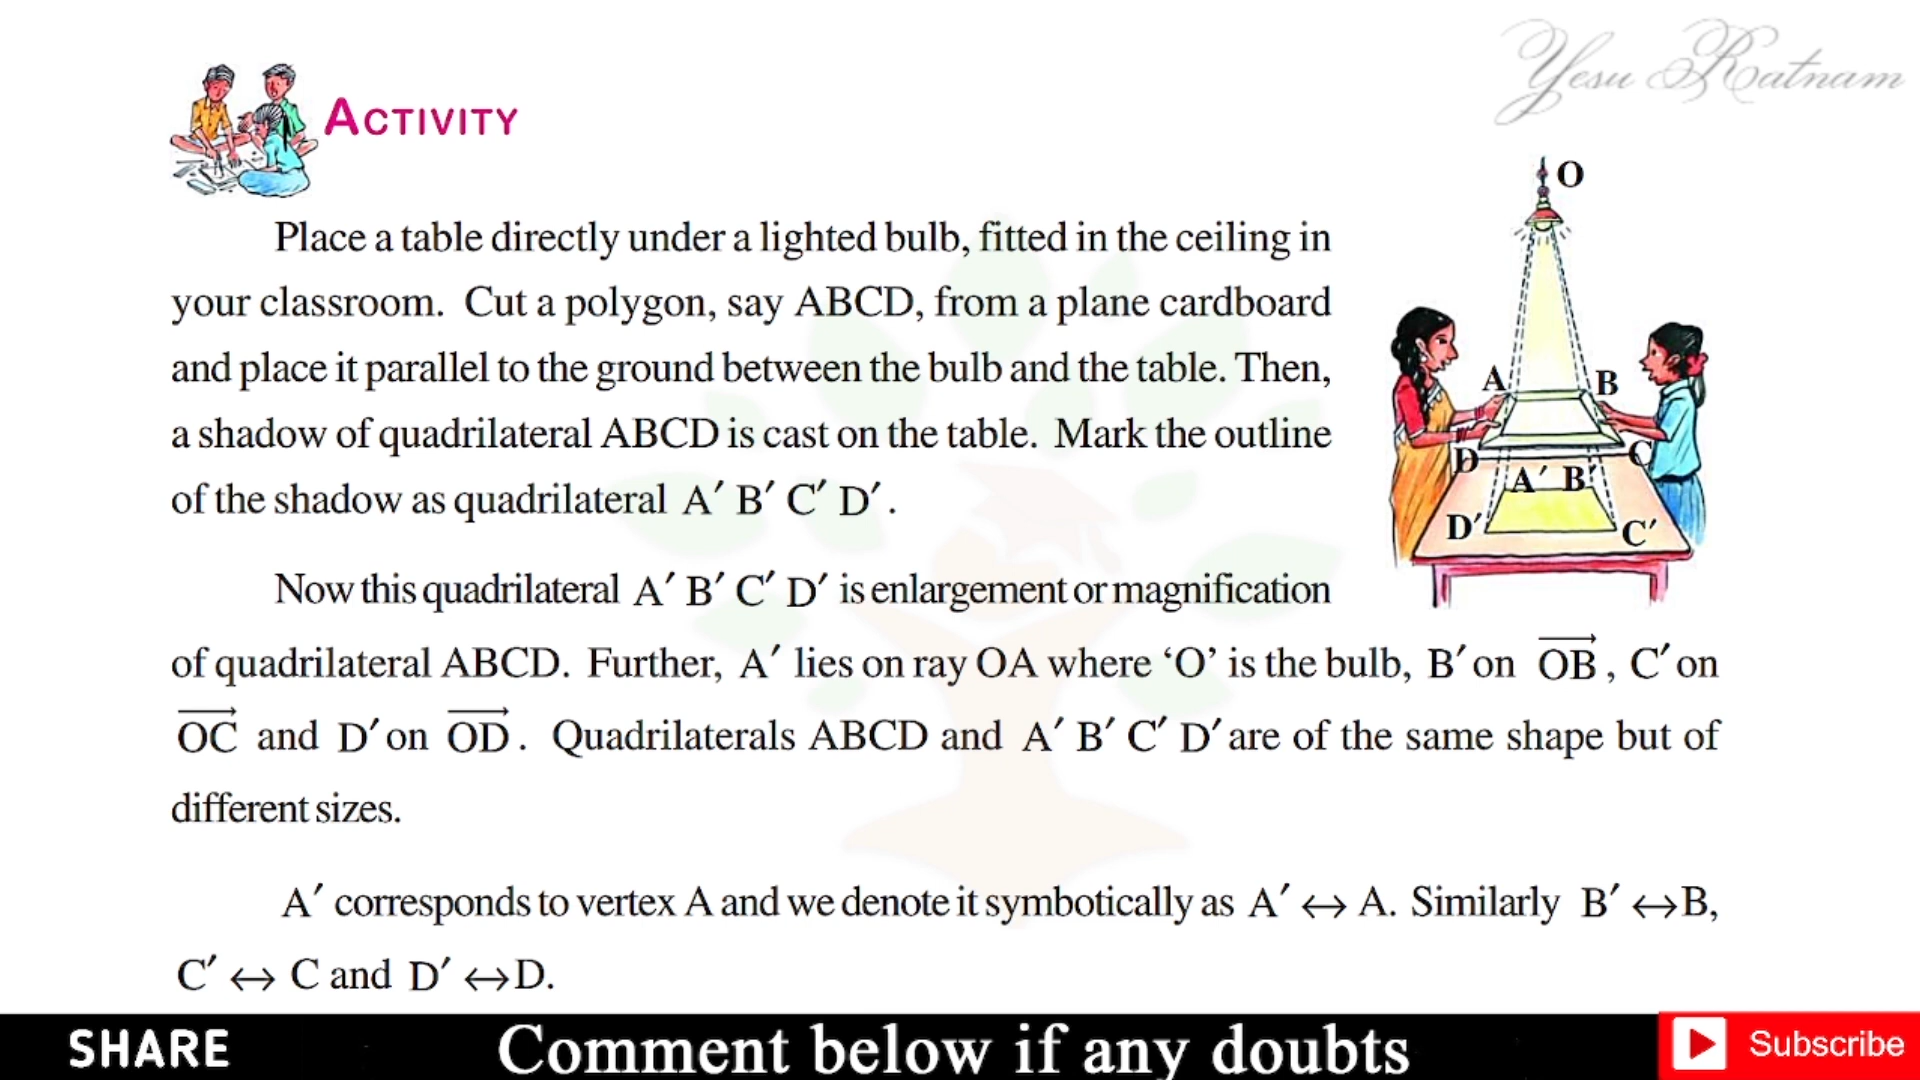 Yesu Ratnam
ACTIVITY
Place a table directly under a lighted bulb, fitted in the ceiling in
your classroom. Cut a polygon, say ABCD, from a plane cardboard
and place it parallel to the ground between the bulb and the table. Then,
a shadow of quadrilateral ABCD is cast on the table. Mark the outline
of the shadow as quadrilateral A′ B′ C′ D′.
O
A
B
D
C
A′ B′
D′
C′
Now this quadrilateral A′ B′ C′ D′ is enlargement or magnification
of quadrilateral ABCD. Further, A′ lies on ray OA where ‘O’ is the bulb, B′ on $\overrightarrow{OB}$, C′ on
$\overrightarrow{OC}$ and D′ on $\overrightarrow{OD}$. Quadrilaterals ABCD and A′ B′ C′ D′ are of the same shape but of
different sizes.
A′ corresponds to vertex A and we denote it symbotically as A′ ↔ A. Similarly B′ ↔ B,
C′ ↔ C and D′ ↔ D.
SHARE
Comment below if any doubts
Subscribe